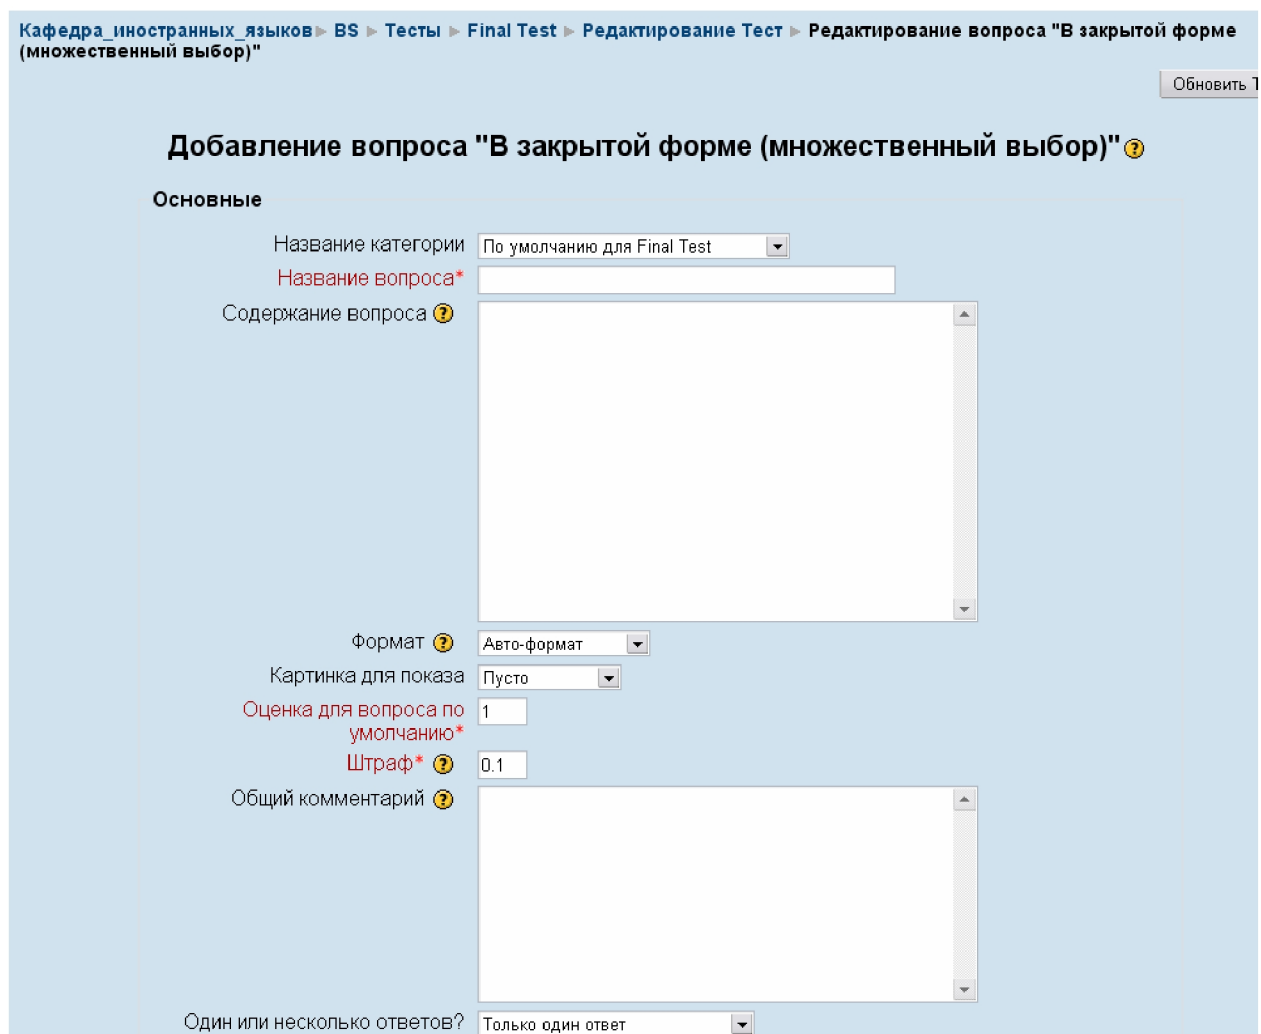 Кафедра_иностранных_языков ► BS ► Тесты ► Final Test ► Редактирование Тест ► Редактирование вопроса "В закрытой форме
(множественный выбор)"
Обновить Т
Добавление вопроса "В закрытой форме (множественный выбор)" ?
Основные
Название категории По умолчанию для Final Test
Название вопроса*
Содержание вопроса ?
Формат ? Авто-формат
Картинка для показа Пусто
Оценка для вопроса по 1
умолчанию*
Штраф* ? 0.1
Общий комментарий ?
Один или несколько ответов? Только один ответ